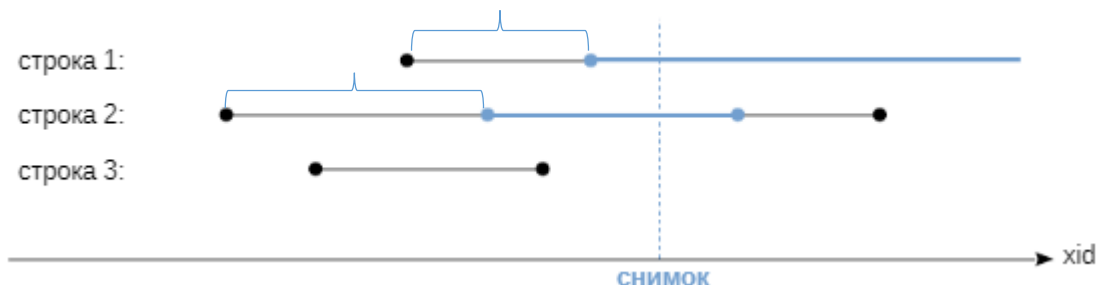 строка 1:
строка 2:
строка 3:
xid
снимок